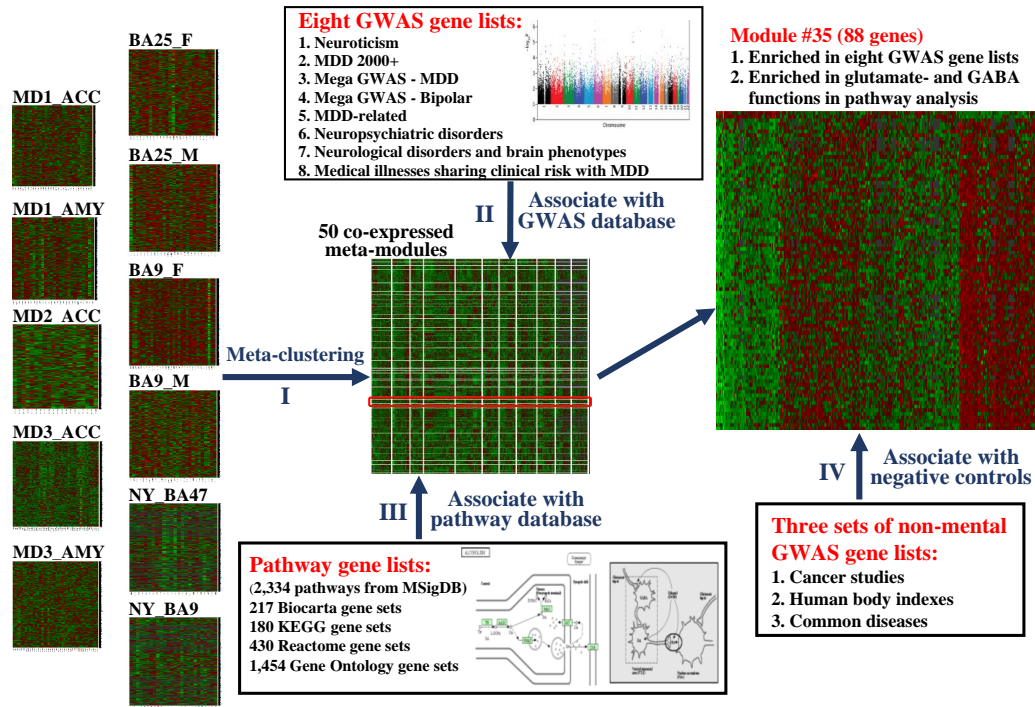 MD1_ACC
MD1_AMY
MD2_ACC
MD3_ACC
MD3_AMY
BA25_F
BA25_M
BA9_F
BA9_M
NY_BA47
NY_BA9
Meta-clustering
I
Eight GWAS gene lists:
1. Neuroticism
2. MDD 2000+
3. Mega GWAS - MDD
4. Mega GWAS - Bipolar
5. MDD-related
6. Neuropsychiatric disorders
7. Neurological disorders and brain phenotypes
8. Medical illnesses sharing clinical risk with MDD
Chromosome
II
Associate with
GWAS database
50 co-expressed
meta-modules
III
Associate with
pathway database
Pathway gene lists:
(2,334 pathways from MSigDB)
217 Biocarta gene sets
180 KEGG gene sets
430 Reactome gene sets
1,454 Gene Ontology gene sets
Module #35 (88 genes)
1. Enriched in eight GWAS gene lists
2. Enriched in glutamate- and GABA
functions in pathway analysis
IV
Associate with
negative controls
Three sets of non-mental
GWAS gene lists:
1. Cancer studies
2. Human body indexes
3. Common diseases